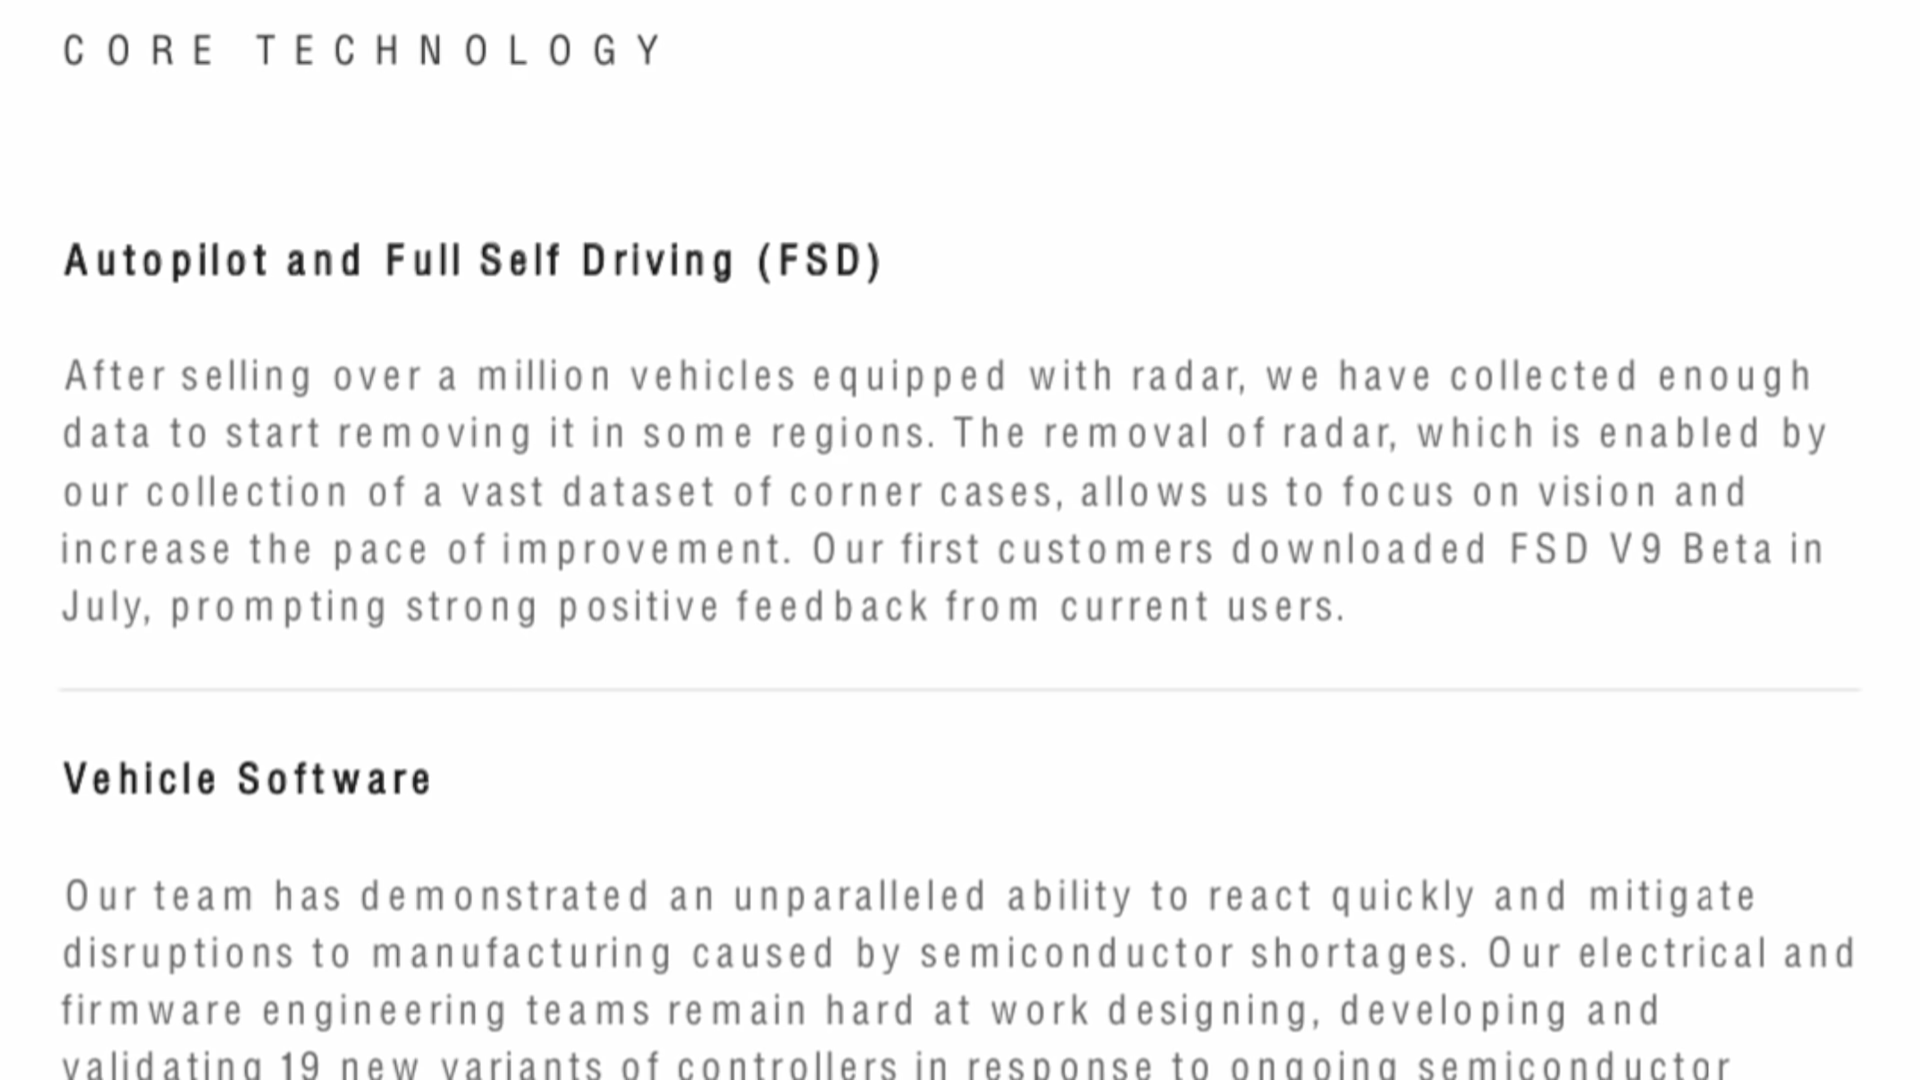 CORE TECHNOLOGY
Autopilot and Full Self Driving (FSD)
After selling over a million vehicles equipped with radar, we have collected enough
data to start removing it in some regions. The removal of radar, which is enabled by
our collection of a vast dataset of corner cases, allows us to focus on vision and
increase the pace of improvement. Our first customers downloaded FSD V9 Beta in
July, prompting strong positive feedback from current users.
Vehicle Software
Our team has demonstrated an unparalleled ability to react quickly and mitigate
disruptions to manufacturing caused by semiconductor shortages. Our electrical and
firmware engineering teams remain hard at work designing, developing and
validating 19 new variants of controllers in response to ongoing semiconductor